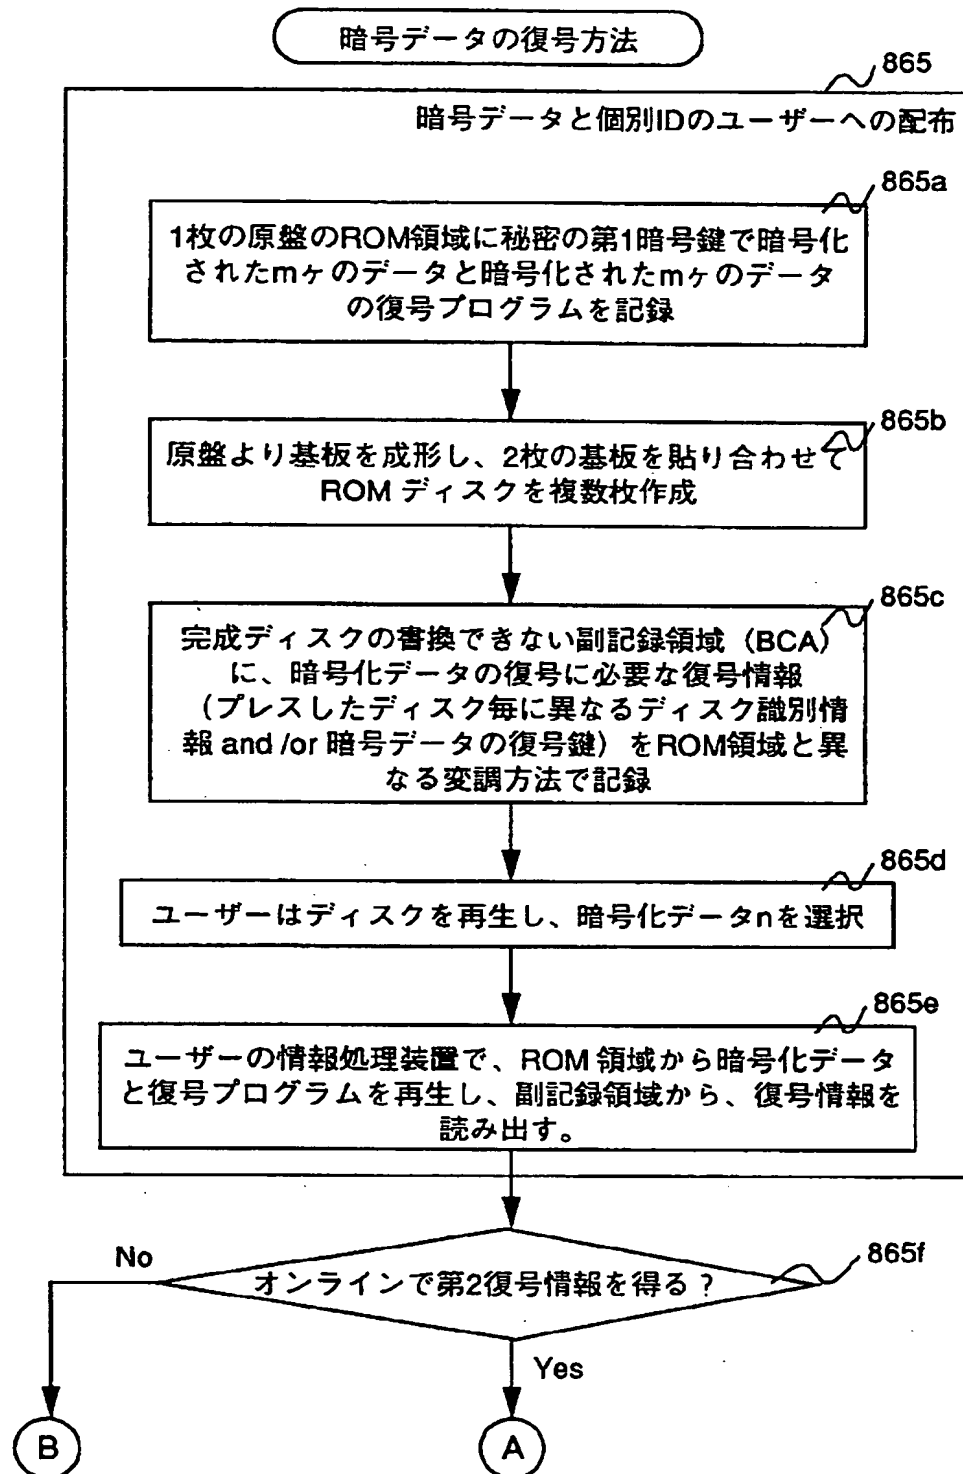 暗号データの復号方法
865
暗号データと個別IDのユーザーへの配布
865a
1枚の原盤のROM領域に秘密の第1暗号鍵で暗号化
されたmヶのデータと暗号化されたmヶのデータ
の復号プログラムを記録
865b
原盤より基板を成形し、2枚の基板を貼り合わせて
ROM ディスクを複数枚作成
865c
完成ディスクの書換できない副記録領域（BCA）
に、暗号化データの復号に必要な復号情報
（プレスしたディスク毎に異なるディスク識別情
報 and /or 暗号データの復号鍵）をROM領域と異
なる変調方法で記録
865d
ユーザーはディスクを再生し、暗号化データnを選択
865e
ユーザーの情報処理装置で、ROM 領域から暗号化データ
と復号プログラムを再生し、副記録領域から、復号情報を
読み出す。
865f
No
オンラインで第2復号情報を得る？
Yes
B
A